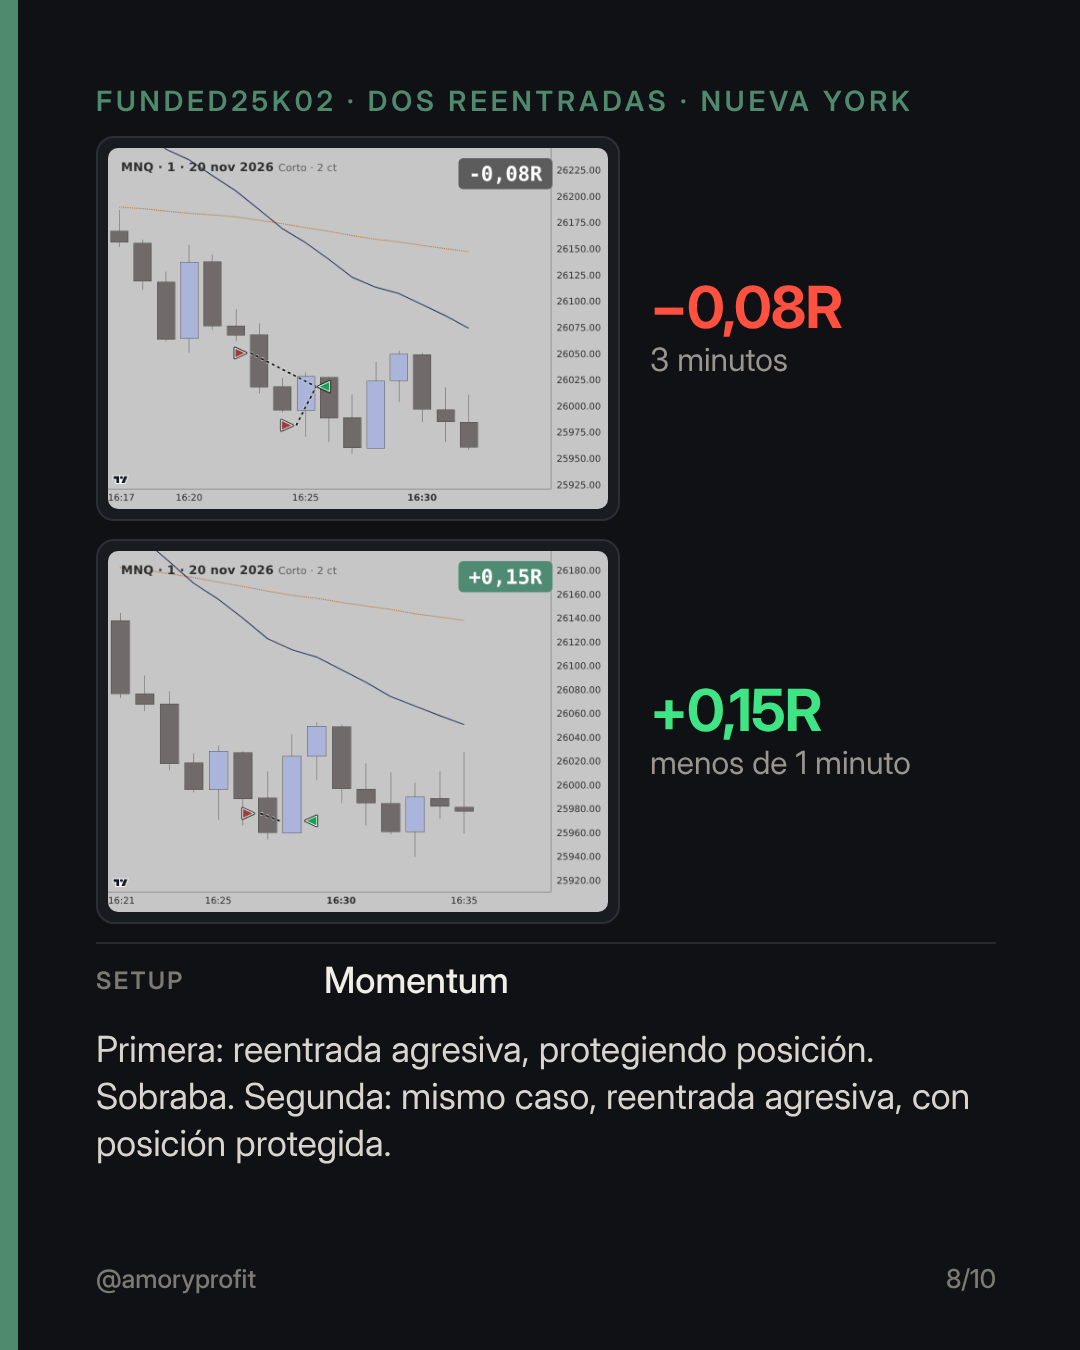 FUNDED25K02 · DOS REENTRADAS · NUEVA YORK
MNQ · 1 · 20 nov 2026 Corto · 2 ct
-0,08R
26225.00
26200.00
26175.00
26150.00
26125.00
26100.00
26075.00
26050.00
26025.00
26000.00
25975.00
25950.00
25925.00
16:17 16:20 16:25 16:30
−0,08R
3 minutos
MNQ · 1 · 20 nov 2026 Corto · 2 ct
+0,15R
26180.00
26160.00
26140.00
26120.00
26100.00
26080.00
26060.00
26040.00
26020.00
26000.00
25980.00
25960.00
25940.00
25920.00
16:21 16:25 16:30 16:35
+0,15R
menos de 1 minuto
SETUP Momentum
Primera: reentrada agresiva, protegiendo posición.
Sobraba. Segunda: mismo caso, reentrada agresiva, con
posición protegida.
@amoryprofit 8/10